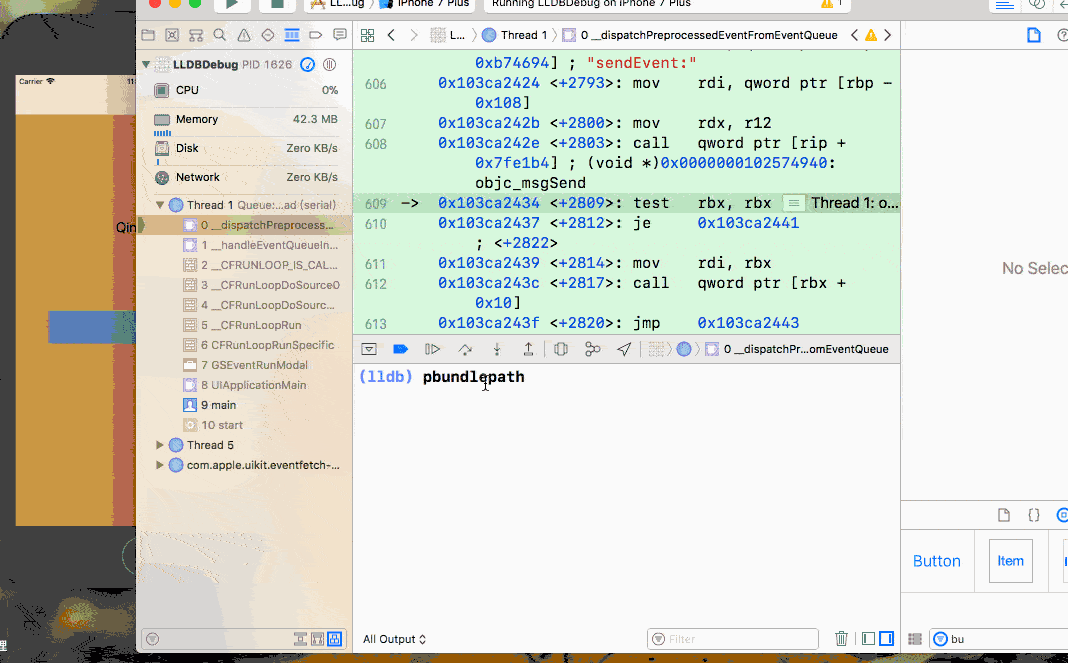 LL...ug
iPhone 7 Plus
Running LLDBDebug on iPhone 7 Plus
1
L...
Thread 1
0 __dispatchPreprocessedEventFromEventQueue
LLDBDebug PID 1626
CPU 0%
Memory 42.3 MB
Disk Zero KB/s
Network Zero KB/s
Thread 1 Queue:...ad (serial)
0 __dispatchPreprocess...
1 __handleEventQueueIn...
2 __CFRUNLOOP_IS_CAL...
3 __CFRunLoopDoSource0
4 __CFRunLoopDoSourc...
5 __CFRunLoopRun
6 CFRunLoopRunSpecific
7 GSEventRunModal
8 UIApplicationMain
9 main
10 start
Thread 5
com.apple.uikit.eventfetch-...
Carrier
11
Qin
0xb74694] ; "sendEvent:"
606 0x103ca2424 <+2793>: mov rdi, qword ptr [rbp -
0x108]
607 0x103ca242b <+2800>: mov rdx, r12
608 0x103ca242e <+2803>: call qword ptr [rip +
0x7fe1b4] ; (void *)0x0000000102574940:
objc_msgSend
609 -> 0x103ca2434 <+2809>: test rbx, rbx Thread 1: o...
610 0x103ca2437 <+2812>: je 0x103ca2441
; <+2822>
611 0x103ca2439 <+2814>: mov rdi, rbx
612 0x103ca243c <+2817>: call qword ptr [rbx +
0x10]
613 0x103ca243f <+2820>: jmp 0x103ca2443
0 __dispatchPr...omEventQueue
(lldb) pbundlepath
All Output
Filter
No Selec
Button
Item
bu